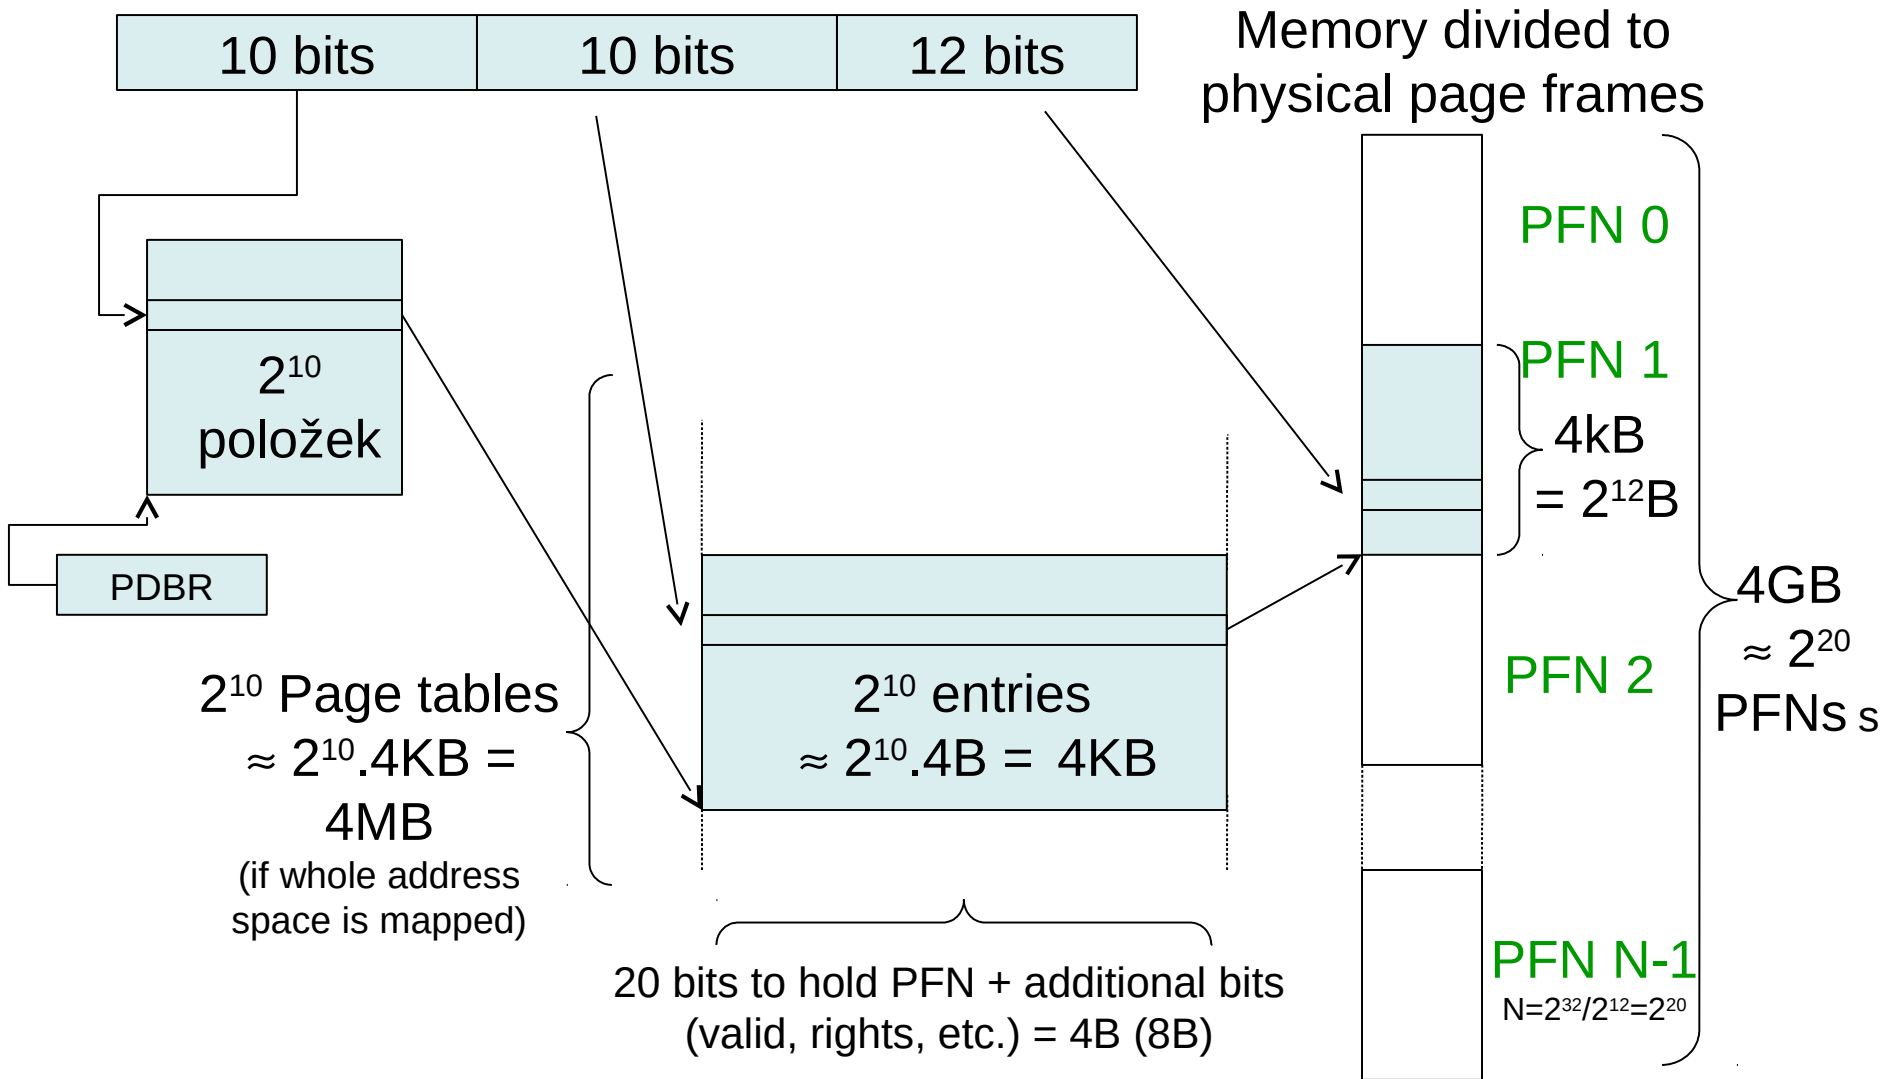 10 bits
10 bits
12 bits
Memory divided to
physical page frames
PFN 0
2¹⁰
položek
PFN 1
4kB
= 2¹²B
PDBR
4GB
≈ 2²⁰
PFNs s
PFN 2
2¹⁰ Page tables
≈ 2¹⁰.4KB =
4MB
(if whole address
space is mapped)
2¹⁰ entries
≈ 2¹⁰.4B = 4KB
PFN N-1
N=2³²/2¹²=2²⁰
20 bits to hold PFN + additional bits
(valid, rights, etc.) = 4B (8B)